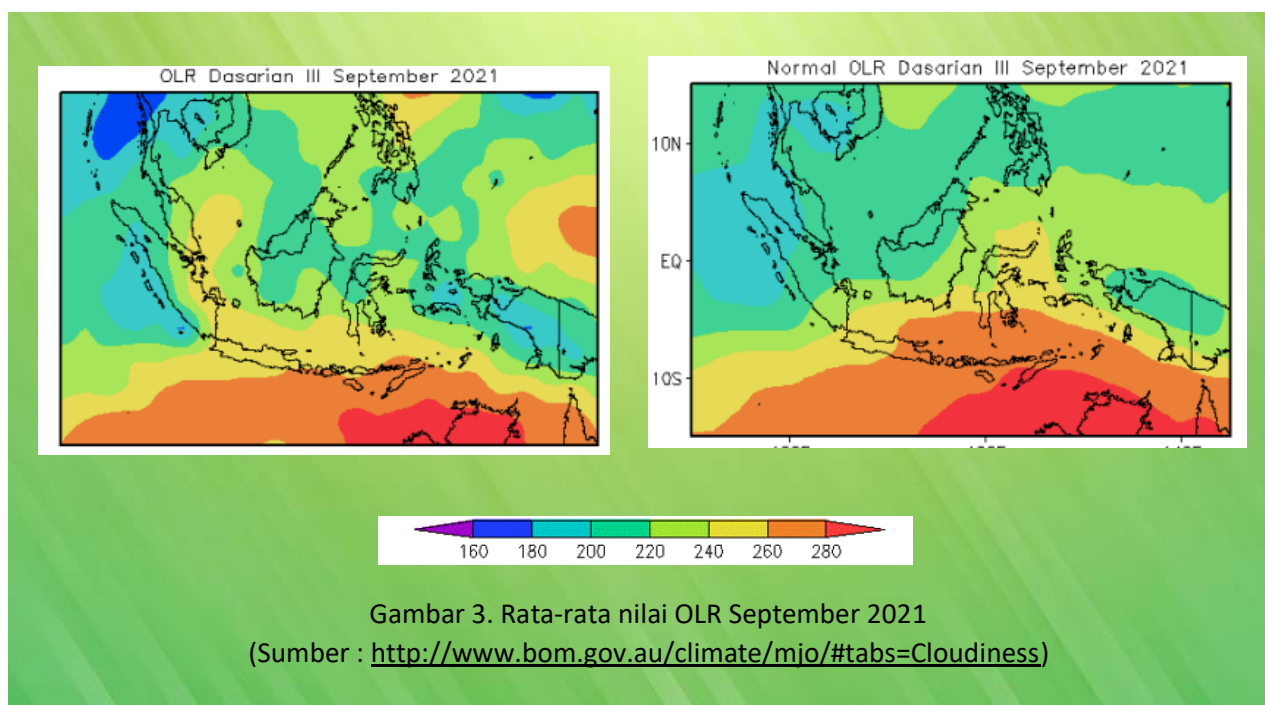 OLR Dasarian III September 2021
Normal OLR Dasarian III September 2021
10N
EQ
10S
160 180 200 220 240 260 280
Gambar 3. Rata-rata nilai OLR September 2021
(Sumber : http://www.bom.gov.au/climate/mjo/#tabs=Cloudiness)